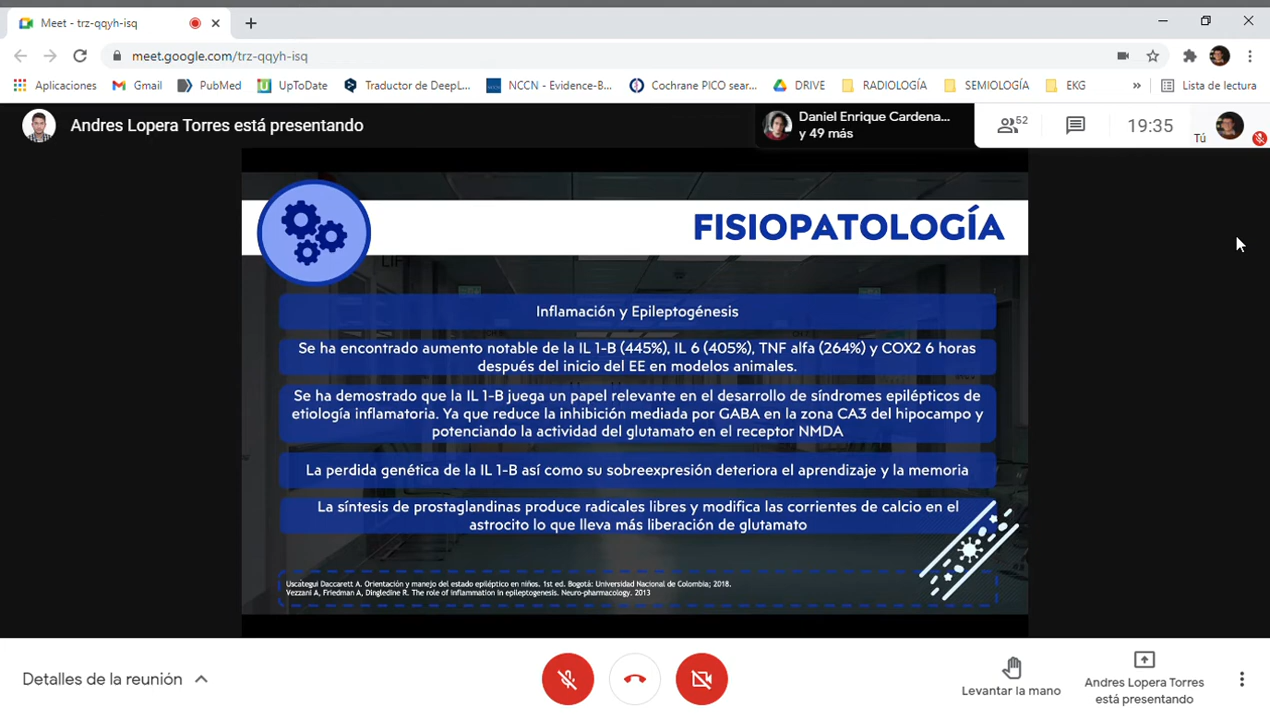 Meet - trz-qqyh-isq
meet.google.com/trz-qqyh-isq
Aplicaciones Gmail PubMed UpToDate Traductor de DeepL... NCCN - Evidence-B... Cochrane PICO sear... DRIVE RADIOLOGÍA SEMIOLOGÍA EKG » Lista de lectura
Andres Lopera Torres está presentando
Daniel Enrique Cardena...
y 49 más
52
19:35
Tú
FISIOPATOLOGÍA
Inflamación y Epileptogénesis
Se ha encontrado aumento notable de la IL 1-B (445%), IL 6 (405%), TNF alfa (264%) y COX2 6 horas
después del inicio del EE en modelos animales.
Se ha demostrado que la IL 1-B juega un papel relevante en el desarrollo de síndromes epilépticos de
etiología inflamatoria. Ya que reduce la inhibición mediada por GABA en la zona CA3 del hipocampo y
potenciando la actividad del glutamato en el receptor NMDA
La perdida genética de la IL 1-B así como su sobreexpresión deteriora el aprendizaje y la memoria
La síntesis de prostaglandinas produce radicales libres y modifica las corrientes de calcio en el
astrocito lo que lleva más liberación de glutamato
Uscátegui Daccarett A. Orientación y manejo del estado epiléptico en niños. 1st ed. Bogotá: Universidad Nacional de Colombia; 2018.
Vezzani A, Friedman A, Dingledine R. The role of inflammation in epileptogenesis. Neuro-pharmacology. 2013
Detalles de la reunión
Levantar la mano
Andres Lopera Torres
está presentando